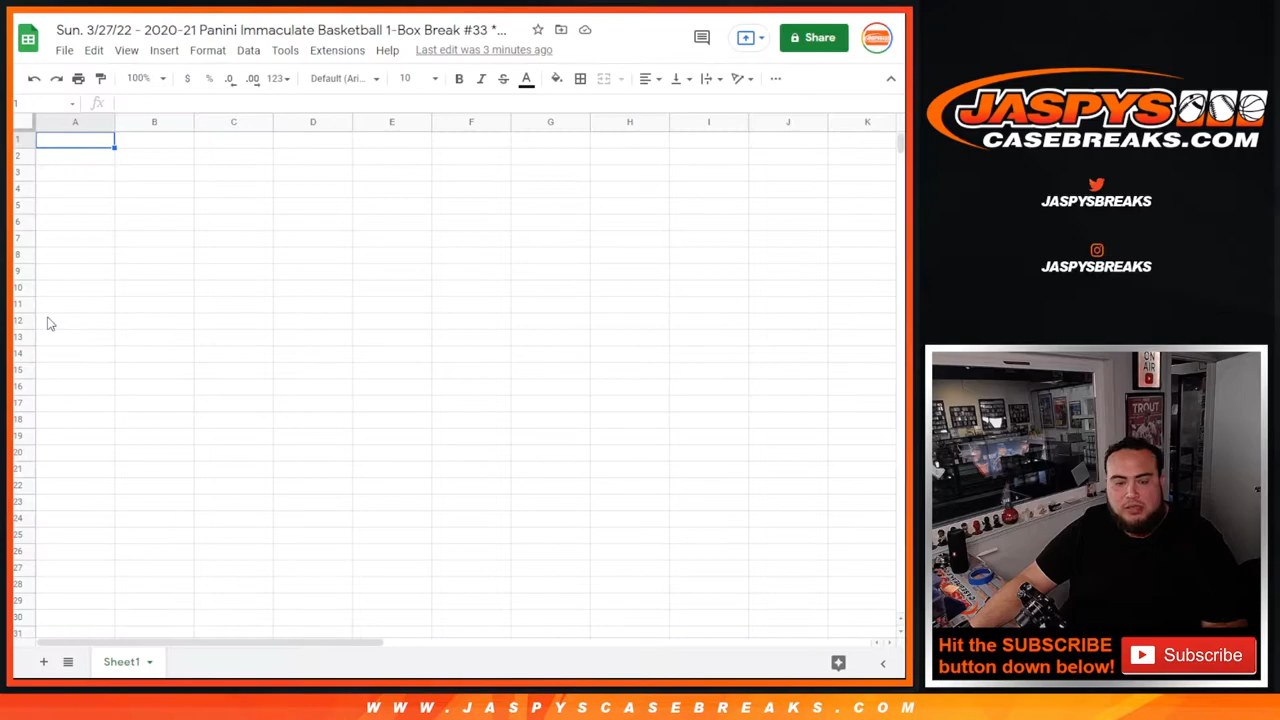 Sun. 3/27/22 - 2020-21 Panini Immaculate Basketball 1-Box Break #33 *...
File Edit View Insert Format Data Tools Extensions Help Last edit was 3 minutes ago
Share
100% $ % .0 .00 123 Default (Ari... 10 B I S A
1 fx
A B C D E F G H I J K
1
2
3
4
5
6
7
8
9
10
11
12
13
14
15
16
17
18
19
20
21
22
23
24
25
26
27
28
29
30
31
Sheet1
JASPYS
CASEBREAKS.COM
JASPYSBREAKS
JASPYSBREAKS
ON
AIR
TROUT
Hit the SUBSCRIBE
button down below!
Subscribe
WWW.JASPYSCASEBREAKS.COM